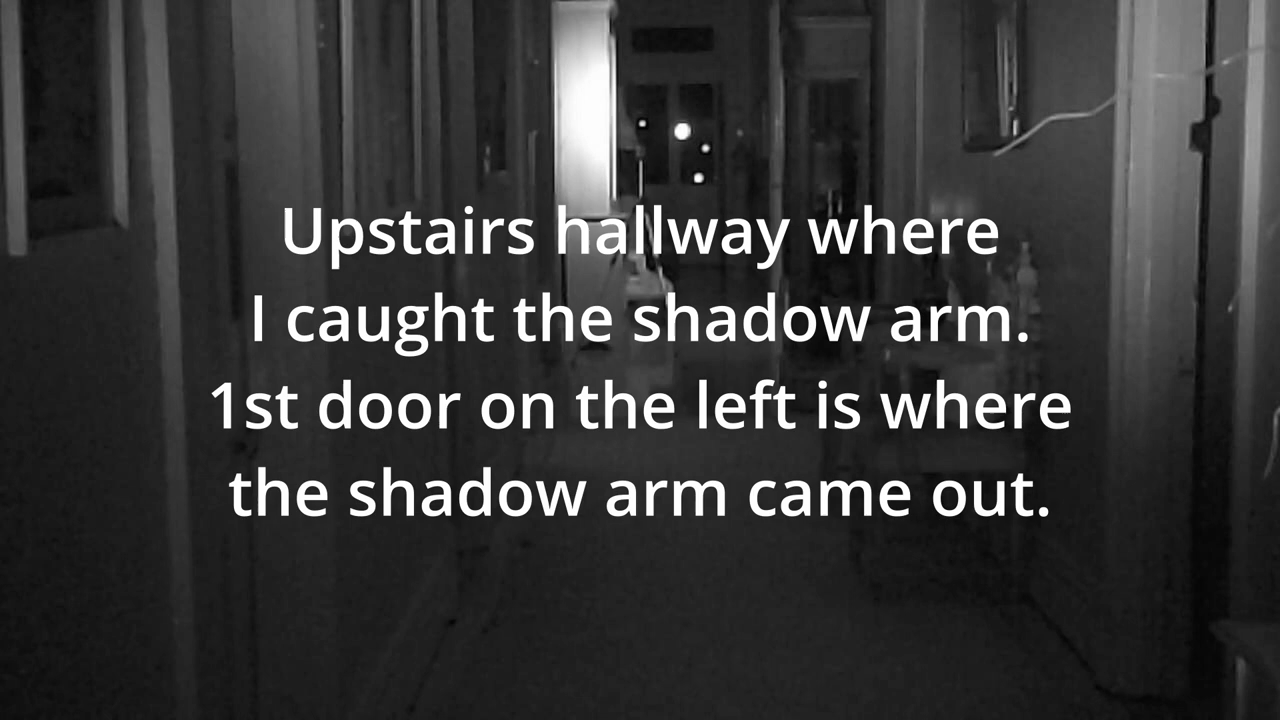 Upstairs hallway where
I caught the shadow arm.
1st door on the left is where
the shadow arm came out.